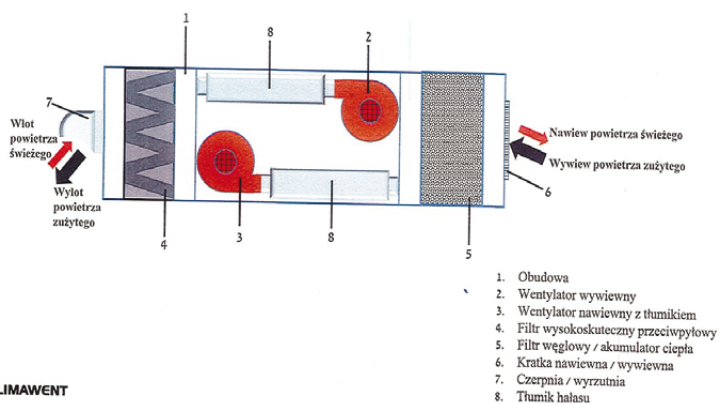 1
8
2
7
Wlot
powietrza
świeżego
Wylot
powietrza
zużytego
Nawiew powietrza świeżego
Wywiew powietrza zużytego
6
4
3
8
5
1. Obudowa
2. Wentylator wywiewny
3. Wentylator nawiewny z tłumikiem
4. Filtr wysokoskuteczny przeciwpyłowy
5. Filtr węglowy / akumulator ciepła
6. Kratka nawiewna / wywiewna
7. Czerpnia / wyrzutnia
8. Tłumik hałasu
LIMAWENT